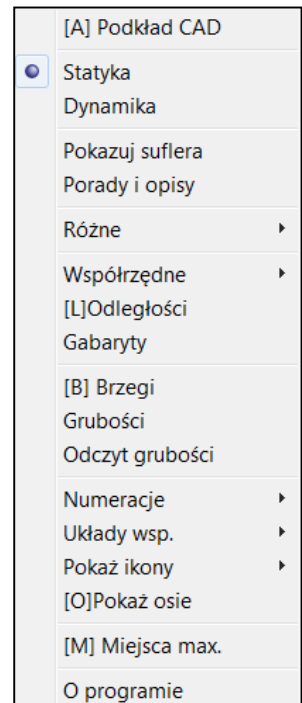 [A] Podkład CAD
Statyka
Dynamika
Pokazuj suflera
Porady i opisy
Różne
Współrzędne
[L]Odległości
Gabaryty
[B] Brzegi
Grubości
Odczyt grubości
Numeracje
Układy wsp.
Pokaż ikony
[O]Pokaż osie
[M] Miejsca max.
O programie